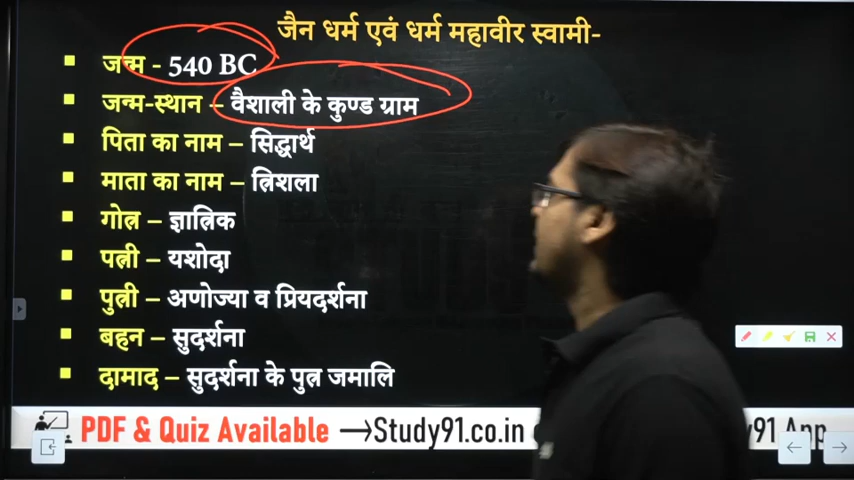 जैन धर्म एवं धर्म महावीर स्वामी-
जन्म - 540 BC
जन्म-स्थान – वैशाली के कुण्ड ग्राम
पिता का नाम – सिद्धार्थ
माता का नाम – त्रिशला
गोत्र – ज्ञात्रिक
पत्नी – यशोदा
पुत्री – अणोज्या व प्रियदर्शना
बहन – सुदर्शना
दामाद – सुदर्शना के पुत्र जमालि
PDF & Quiz Available →Study91.co.in